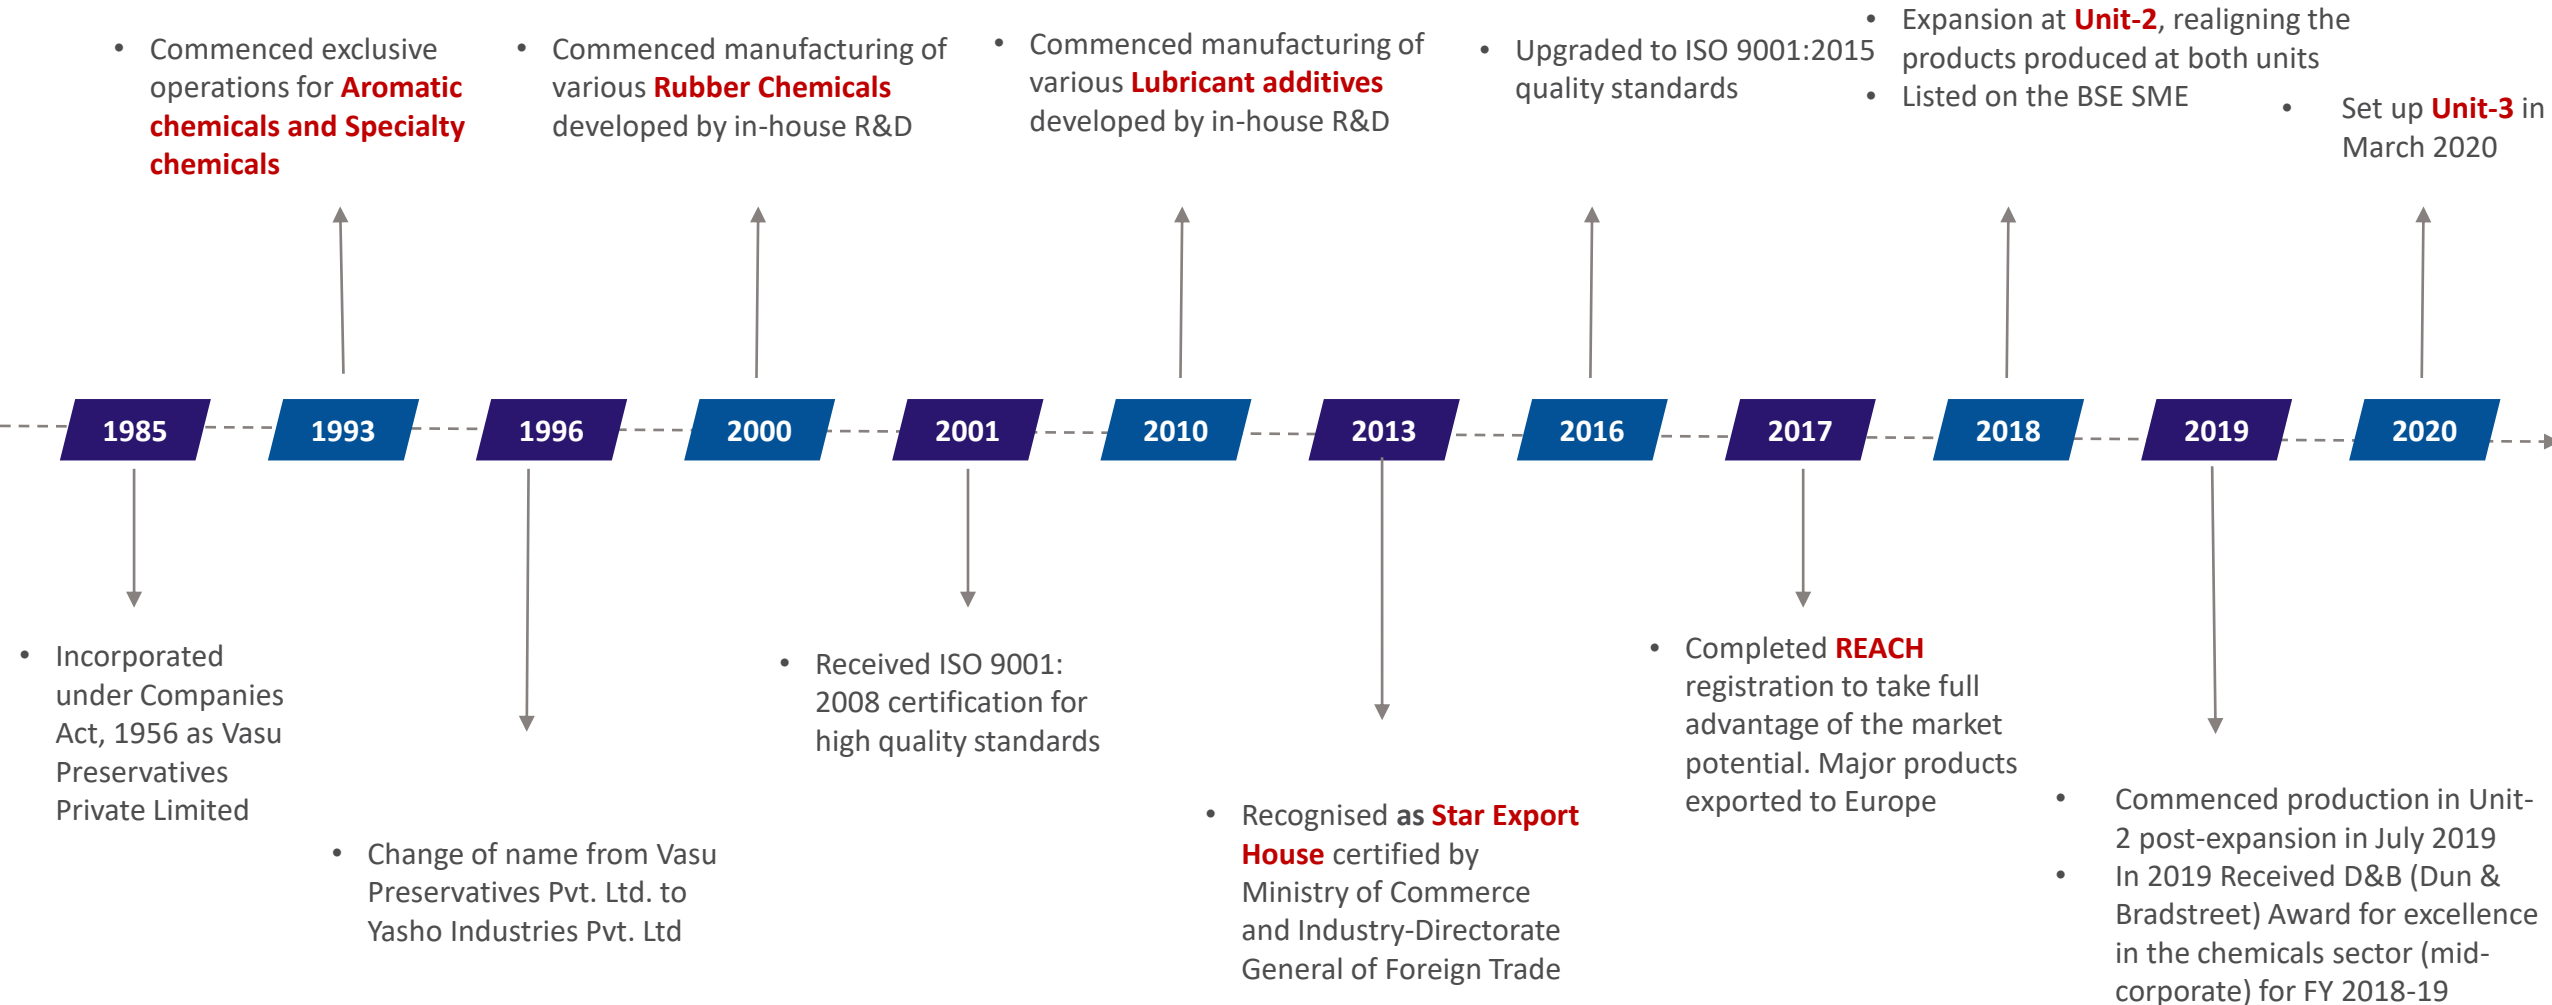 Commenced exclusive
operations for Aromatic
chemicals and Specialty
chemicals
Commenced manufacturing of
various Rubber Chemicals
developed by in-house R&D
Commenced manufacturing of
various Lubricant additives
developed by in-house R&D
Upgraded to ISO 9001:2015
quality standards
Expansion at Unit-2, realigning the
products produced at both units
Listed on the BSE SME
Set up Unit-3 in
March 2020
1985
1993
1996
2000
2001
2010
2013
2016
2017
2018
2019
2020
Incorporated
under Companies
Act, 1956 as Vasu
Preservatives
Private Limited
Change of name from Vasu
Preservatives Pvt. Ltd. to
Yasho Industries Pvt. Ltd
Received ISO 9001:
2008 certification for
high quality standards
Recognised as Star Export
House certified by
Ministry of Commerce
and Industry-Directorate
General of Foreign Trade
Completed REACH
registration to take full
advantage of the market
potential. Major products
exported to Europe
Commenced production in Unit-
2 post-expansion in July 2019
In 2019 Received D&B (Dun &
Bradstreet) Award for excellence
in the chemicals sector (mid-
corporate) for FY 2018-19